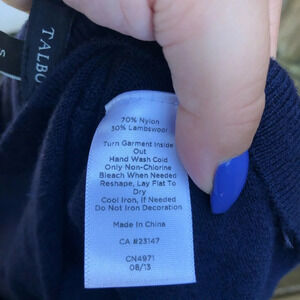 TALBO
S
70% Nylon
30% Lambswool
Turn Garment Inside
Out
Hand Wash Cold
Only Non-Chlorine
Bleach When Needed
Reshape, Lay Flat To
Dry
Cool Iron, If Needed
Do Not Iron Decoration
Made In China
CA #23147
CN4971
08/13